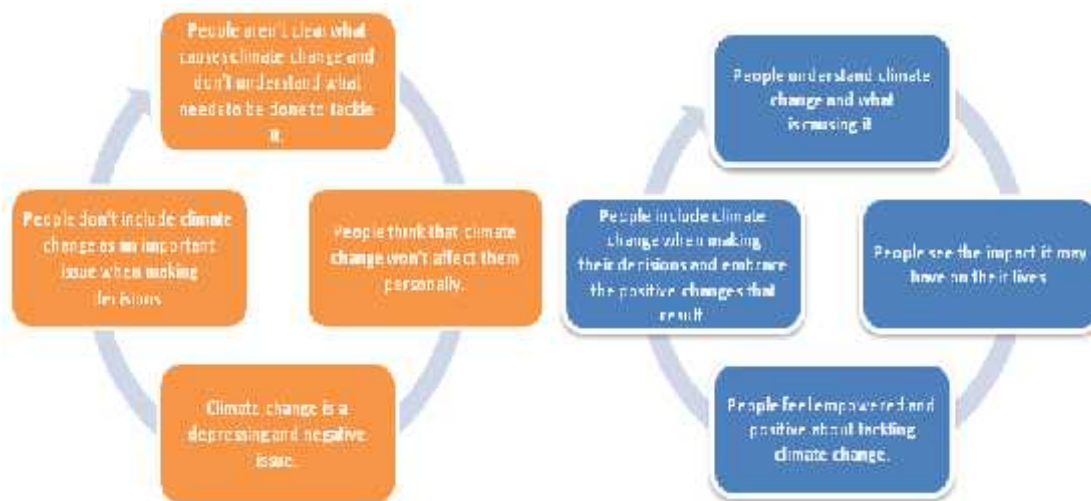 People aren't clear what
causes climate change and
don't understand what
needs to be done to tackle
it.
People think that climate
change won't affect them
personally.
Climate change is a
depressing and negative
issue.
People don't include climate
change as an important
issue when making
decisions
People understand climate
change and what
is causing it
People see the impact it may
have on their lives
People feel empowered and
positive about tackling
climate change.
People include climate
change when making
their decisions and embrace
the positive changes that
result